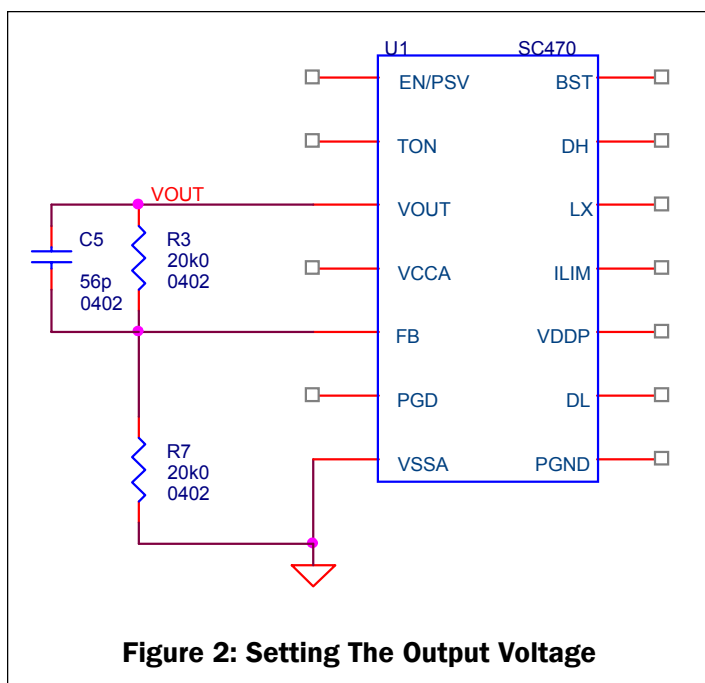 U1 SC470
EN/PSV BST
TON DH
VOUT
VOUT LX
C5 R3
20k0
56p 0402
0402
VCCA ILIM
FB VDDP
PGD DL
R7
20k0
0402
VSSA PGND
Figure 2: Setting The Output Voltage